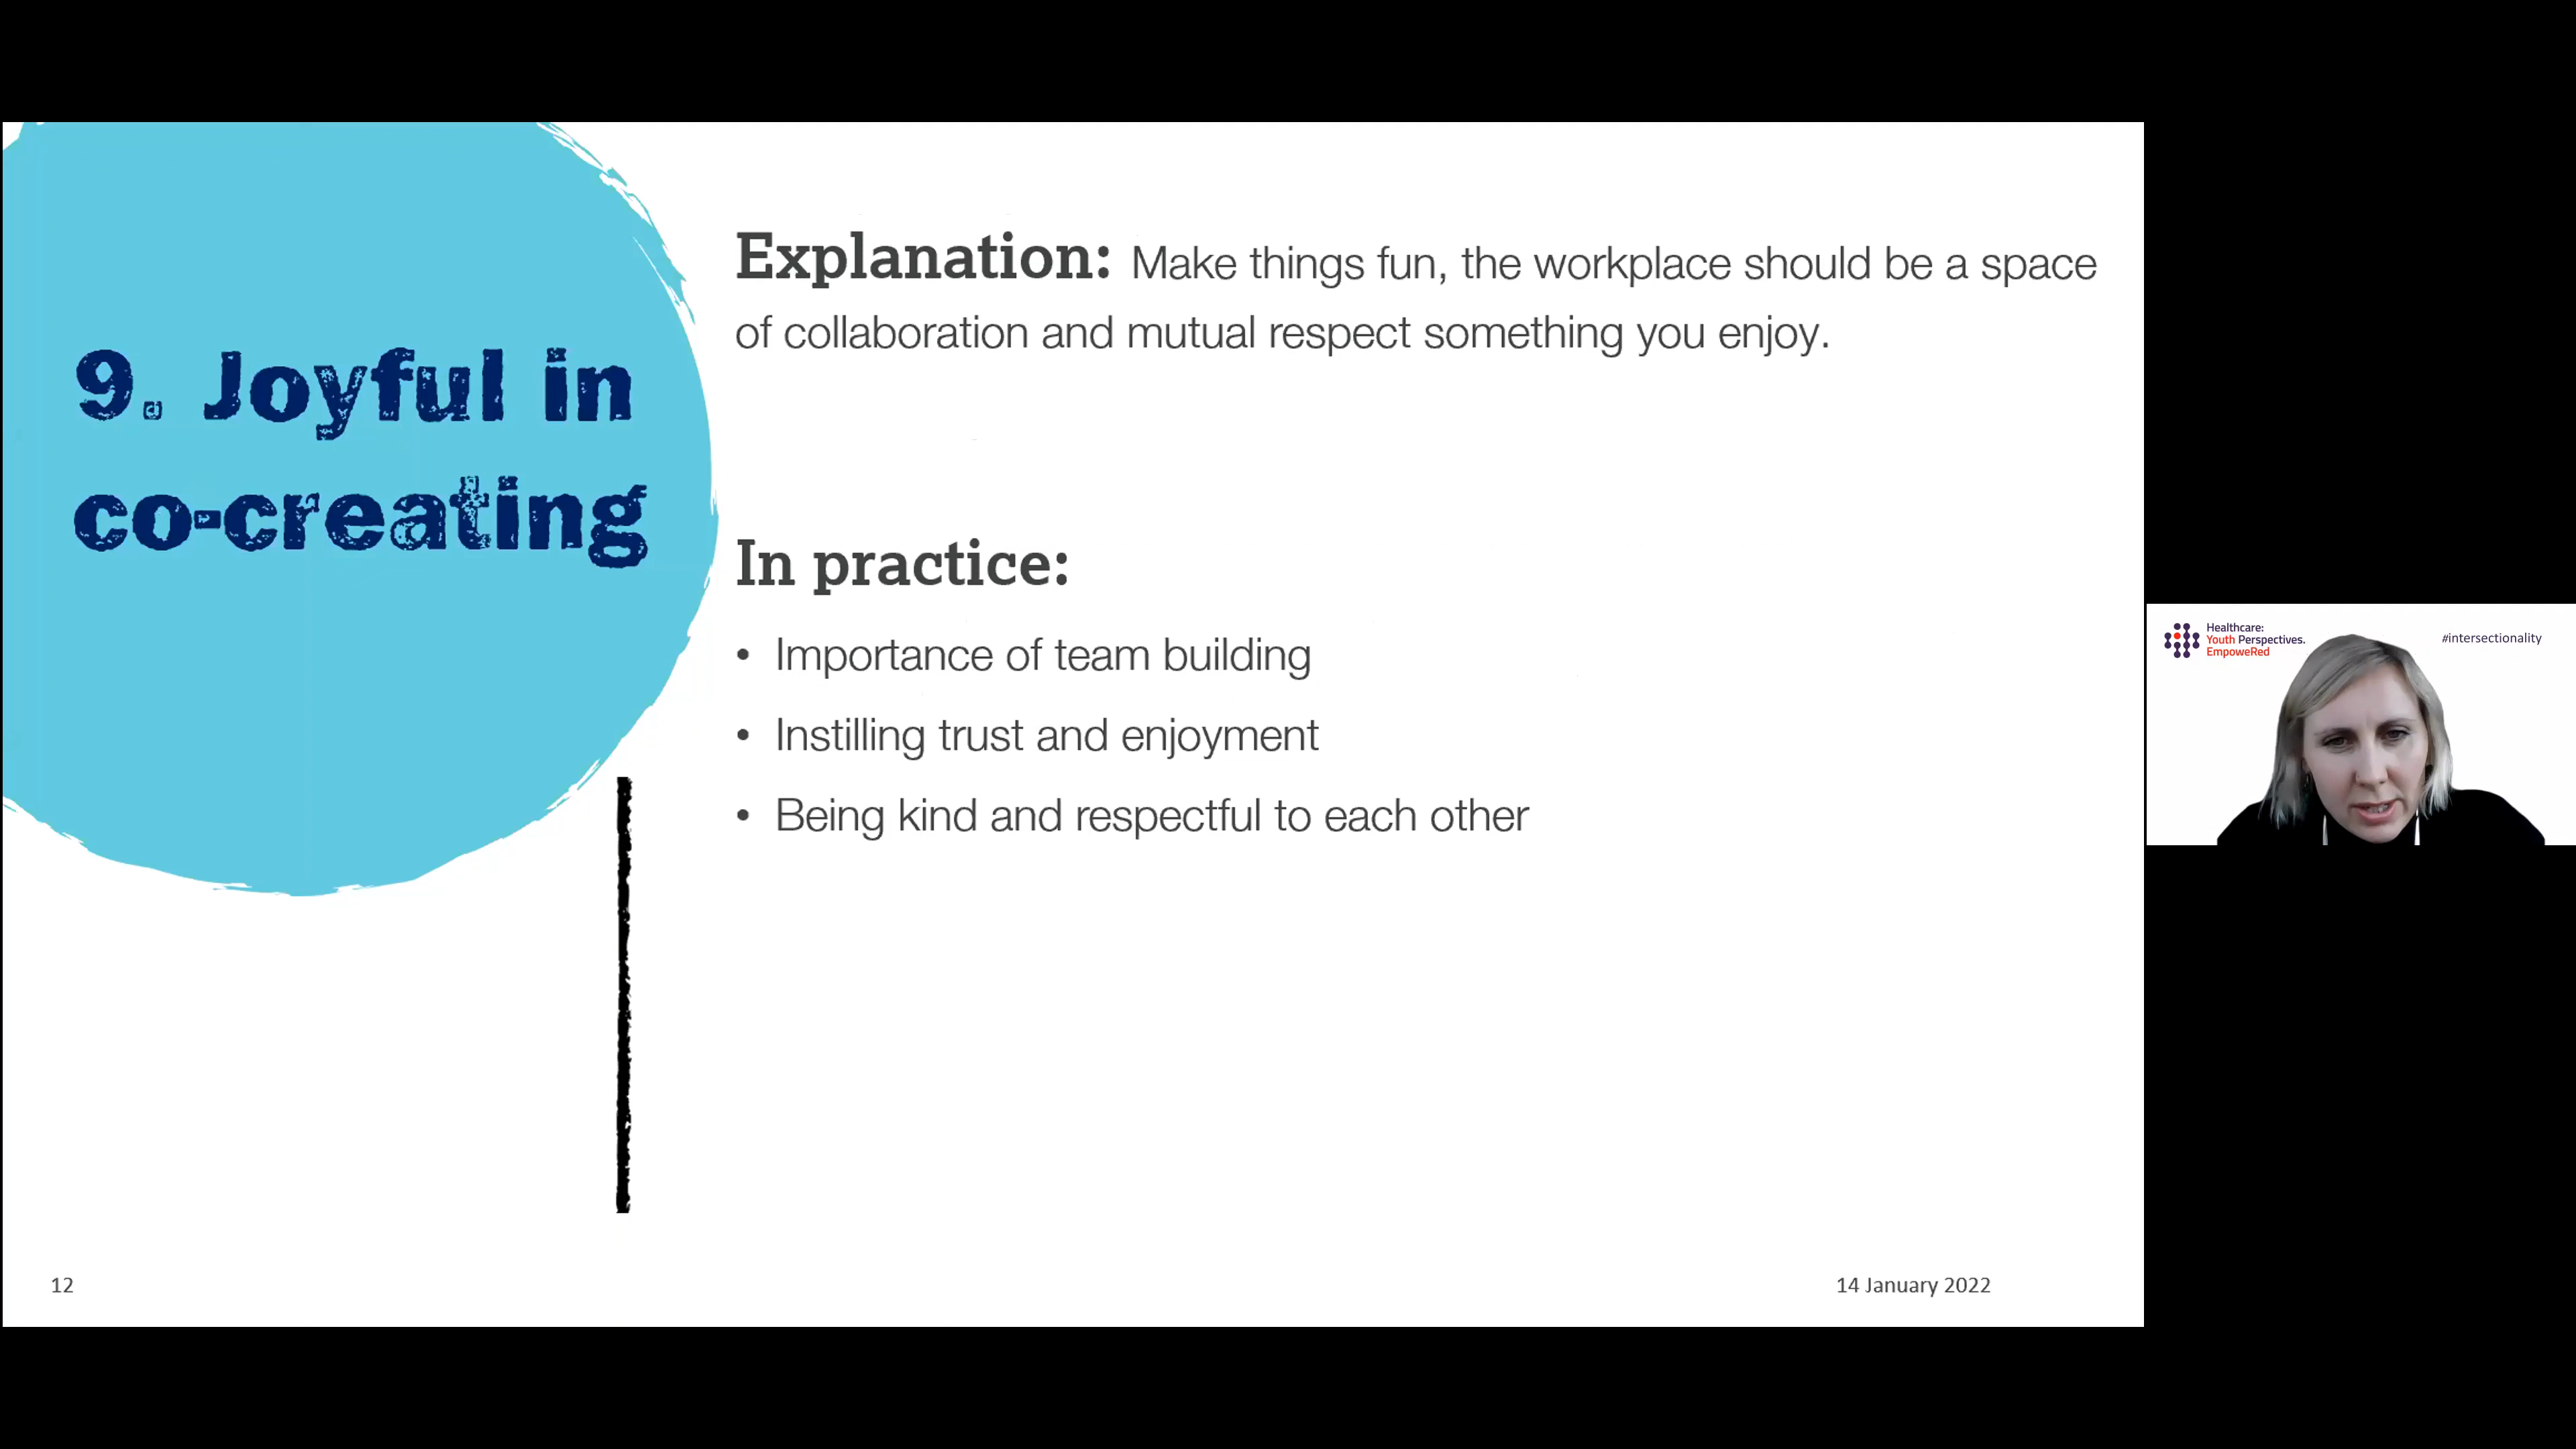 9. Joyful in
co-creating
Explanation: Make things fun, the workplace should be a space
of collaboration and mutual respect something you enjoy.
In practice:
• Importance of team building
• Instilling trust and enjoyment
• Being kind and respectful to each other
12
14 January 2022
Healthcare:
Youth Perspectives.
EmpoweRed
#intersectionality